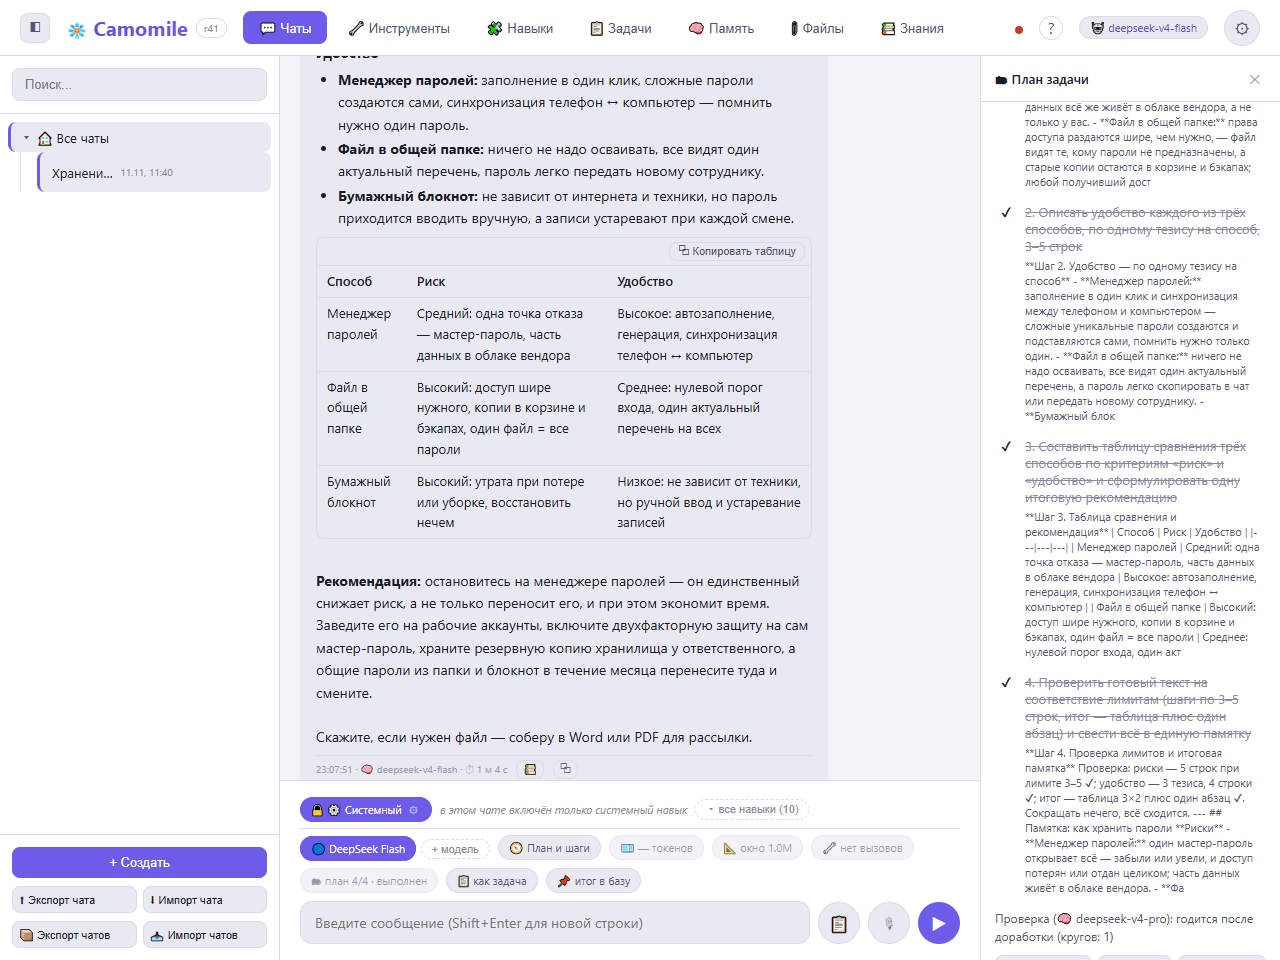 Camomile
r41
Чаты
Инструменты
Навыки
Задачи
Память
Файлы
Знания
?
deepseek-v4-flash
Поиск...
Все чаты
Хранени...
11.11, 11:40
+ Создать
Экспорт чата
Импорт чата
Экспорт чатов
Импорт чатов
Менеджер паролей: заполнение в один клик, сложные пароли
создаются сами, синхронизация телефон ↔ компьютер — помнить
нужно один пароль.
Файл в общей папке: ничего не надо осваивать, все видят один
актуальный перечень, пароль легко передать новому сотруднику.
Бумажный блокнот: не зависит от интернета и техники, но пароль
приходится вводить вручную, а записи устаревают при каждой смене.
Копировать таблицу
Способ
Риск
Удобство
Менеджер
паролей
Средний: одна точка отказа
— мастер-пароль, часть
данных в облаке вендора
Высокое: автозаполнение,
генерация, синхронизация
телефон ↔ компьютер
Файл в
общей
папке
Высокий: доступ шире
нужного, копии в корзине и
бэкапах, один файл = все
пароли
Среднее: нулевой порог
входа, один актуальный
перечень на всех
Бумажный
блокнот
Высокий: утрата при потере
или уборке, восстановить
нечем
Низкое: не зависит от техники,
но ручной ввод и устаревание
записей
Рекомендация: остановитесь на менеджере паролей — он единственный
снижает риск, а не только переносит его, и при этом экономит время.
Заведите его на рабочие аккаунты, включите двухфакторную защиту на сам
мастер-пароль, храните резервную копию хранилища у ответственного, а
общие пароли из папки и блокнот в течение месяца перенесите туда и
смените.
Скажите, если нужен файл — соберу в Word или PDF для рассылки.
23:07:51 · deepseek-v4-flash · 1 м 4 с
Системный
в этом чате включён только системный навык
все навыки (10)
DeepSeek Flash
+ модель
План и шаги
— токенов
окно 1.0M
нет вызовов
план 4/4 · выполнен
как задача
итог в базу
Введите сообщение (Shift+Enter для новой строки)
План задачи
данных всё же живёт в облаке вендора, а не
только у вас. - **Файл в общей папке:** права
доступа раздаются шире, чем нужно, — файл
видят те, кому пароли не предназначены, а
старые копии остаются в корзине и бэкапах;
любой получивший дост
2. Описать удобство каждого из трёх
способов, по одному тезису на способ,
3–5 строк
**Шаг 2. Удобство — по одному тезису на
способ** - **Менеджер паролей:**
заполнение в один клик и синхронизация
между телефоном и компьютером —
сложные уникальные пароли создаются и
подставляются сами, помнить нужно только
один. - **Файл в общей папке:** ничего не
надо осваивать, все видят один актуальный
перечень, а пароль легко скопировать в чат
или передать новому сотруднику. -
**Бумажный блок
3. Составить таблицу сравнения трёх
способов по критериям «риск» и
«удобство» и сформулировать одну
итоговую рекомендацию
**Шаг 3. Таблица сравнения и
рекомендация** | Способ | Риск | Удобство | |-
--|---|---| | Менеджер паролей | Средний: одна
точка отказа — мастер-пароль, часть данных
в облаке вендора | Высокое: автозаполнение,
генерация, синхронизация телефон ↔
компьютер | | Файл в общей папке | Высокий:
доступ шире нужного, копии в корзине и
бэкапах, один файл = все пароли | Среднее:
нулевой порог входа, один акт
4. Проверить готовый текст на
соответствие лимитам (шаги по 3–5
строк, итог — таблица плюс один
абзац) и свести всё в единую памятку
**Шаг 4. Проверка лимитов и итоговая
памятка** Проверка: риски — 5 строк при
лимите 3–5 ✓; удобство — 3 тезиса, 4 строки
✓; итог — таблица 3×2 плюс один абзац ✓.
Сокращать нечего, всё сходится. --- ##
Памятка: как хранить пароли **Риски** -
**Менеджер паролей:** один мастер-пароль
открывает всё — забыли или увели, и доступ
потерян или отдан целиком; часть данных
живёт в облаке вендора. - **Фа
Проверка (deepseek-v4-pro): годится после
доработки (кругов: 1)